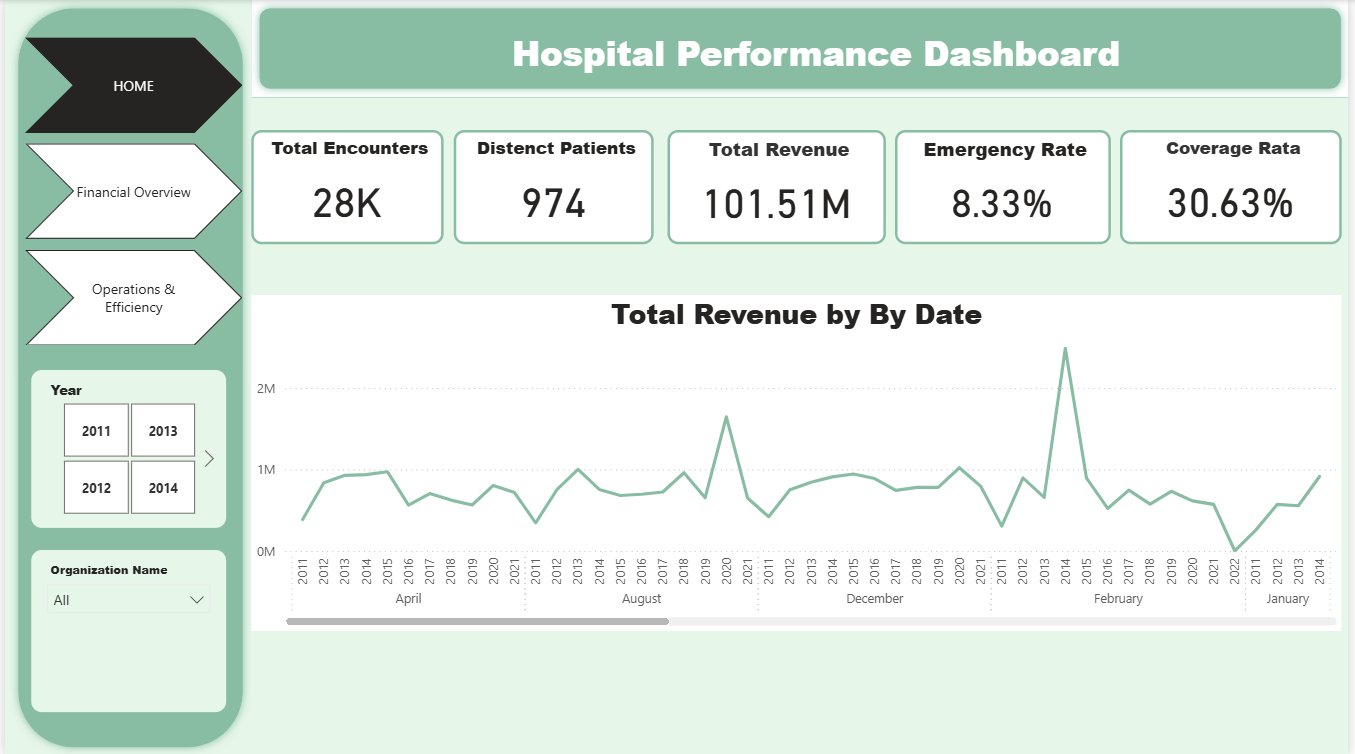 Hospital Performance Dashboard
HOME
Financial Overview
Operations &
Efficiency
Year
2011
2013
2012
2014
Organization Name
All
Total Encounters
28K
Distenct Patients
974
Total Revenue
101.51M
Emergency Rate
8.33%
Coverage Rata
30.63%
Total Revenue by By Date
2M
1M
0M
2011 2012 2013 2014 2015 2016 2017 2018 2019 2020 2021 2011 2012 2013 2014 2015 2016 2017 2018 2019 2020 2021 2011 2012 2013 2014 2015 2016 2017 2018 2019 2020 2021 2011 2012 2013 2014 2015 2016 2017 2018 2019 2020 2021 2022 2011 2012 2013 2014
April August December February January